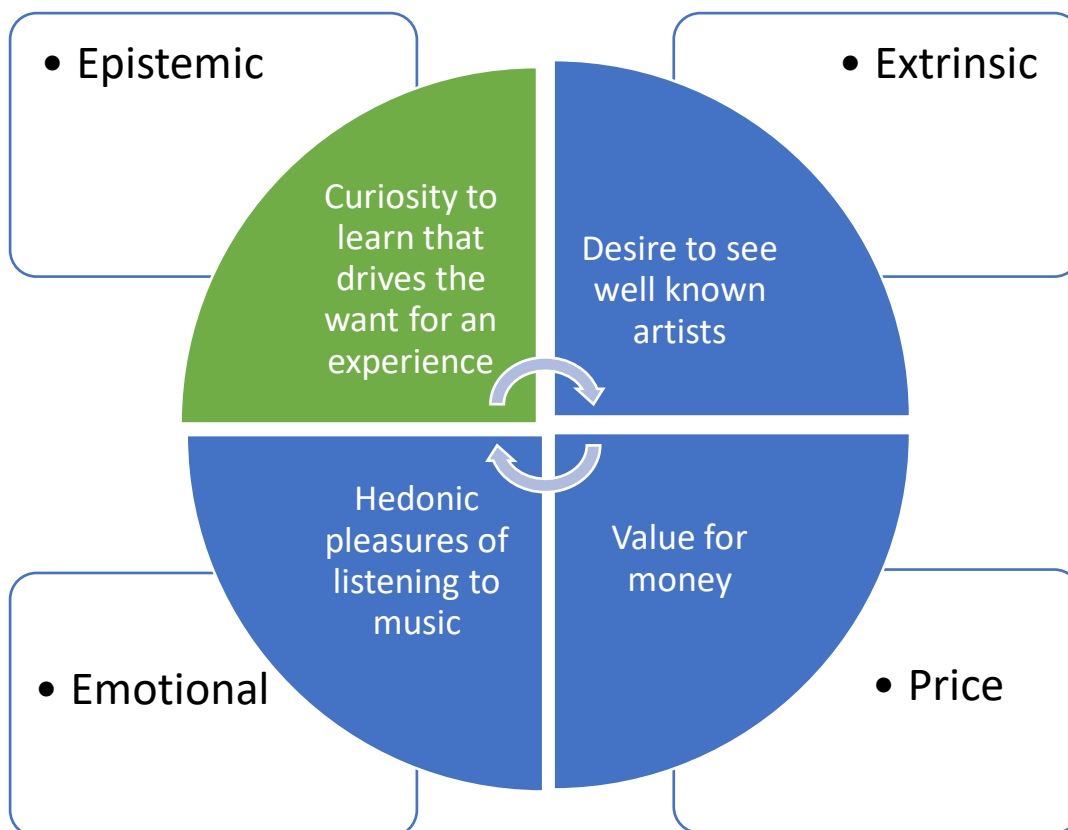 • Epistemic
• Extrinsic
Curiosity to
learn that
drives the
want for an
experience
Desire to see
well known
artists
Hedonic
pleasures of
listening to
music
Value for
money
• Emotional
• Price